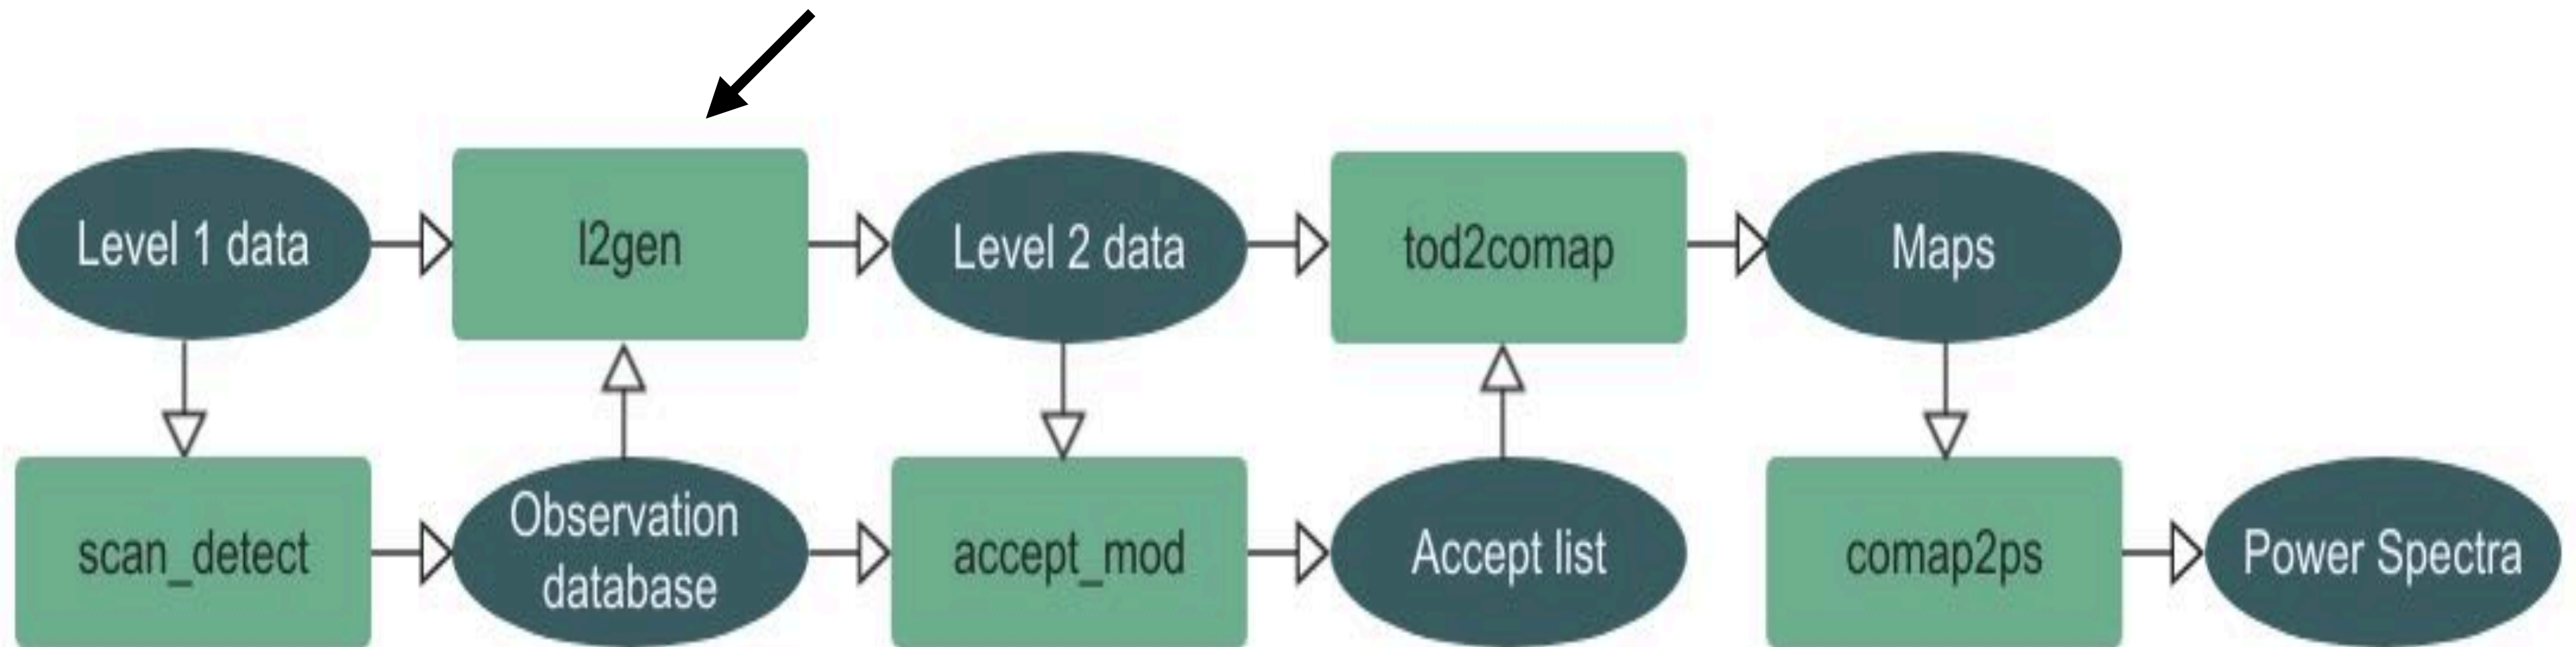 Level 1 data
l2gen
Level 2 data
tod2comap
Maps
scan_detect
Observation
database
accept_mod
Accept list
comap2ps
Power Spectra